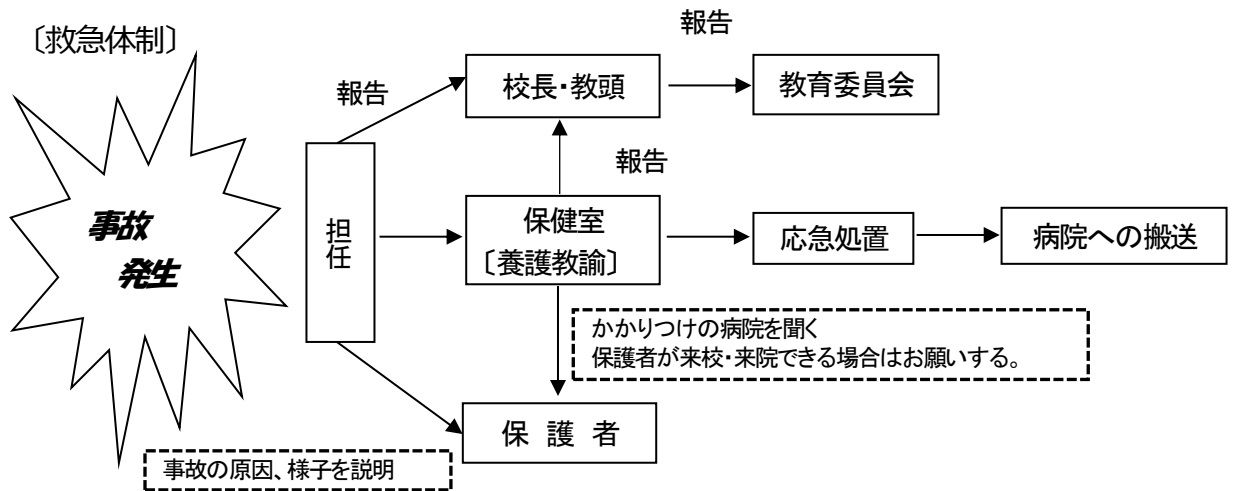 〔救急体制〕
報告
報告
校長・教頭
教育委員会
報告
事故
発生
担任
保健室
〔養護教諭〕
応急処置
病院への搬送
かかりつけの病院を聞く
保護者が来校・来院できる場合はお願いする。
保 護 者
事故の原因、様子を説明